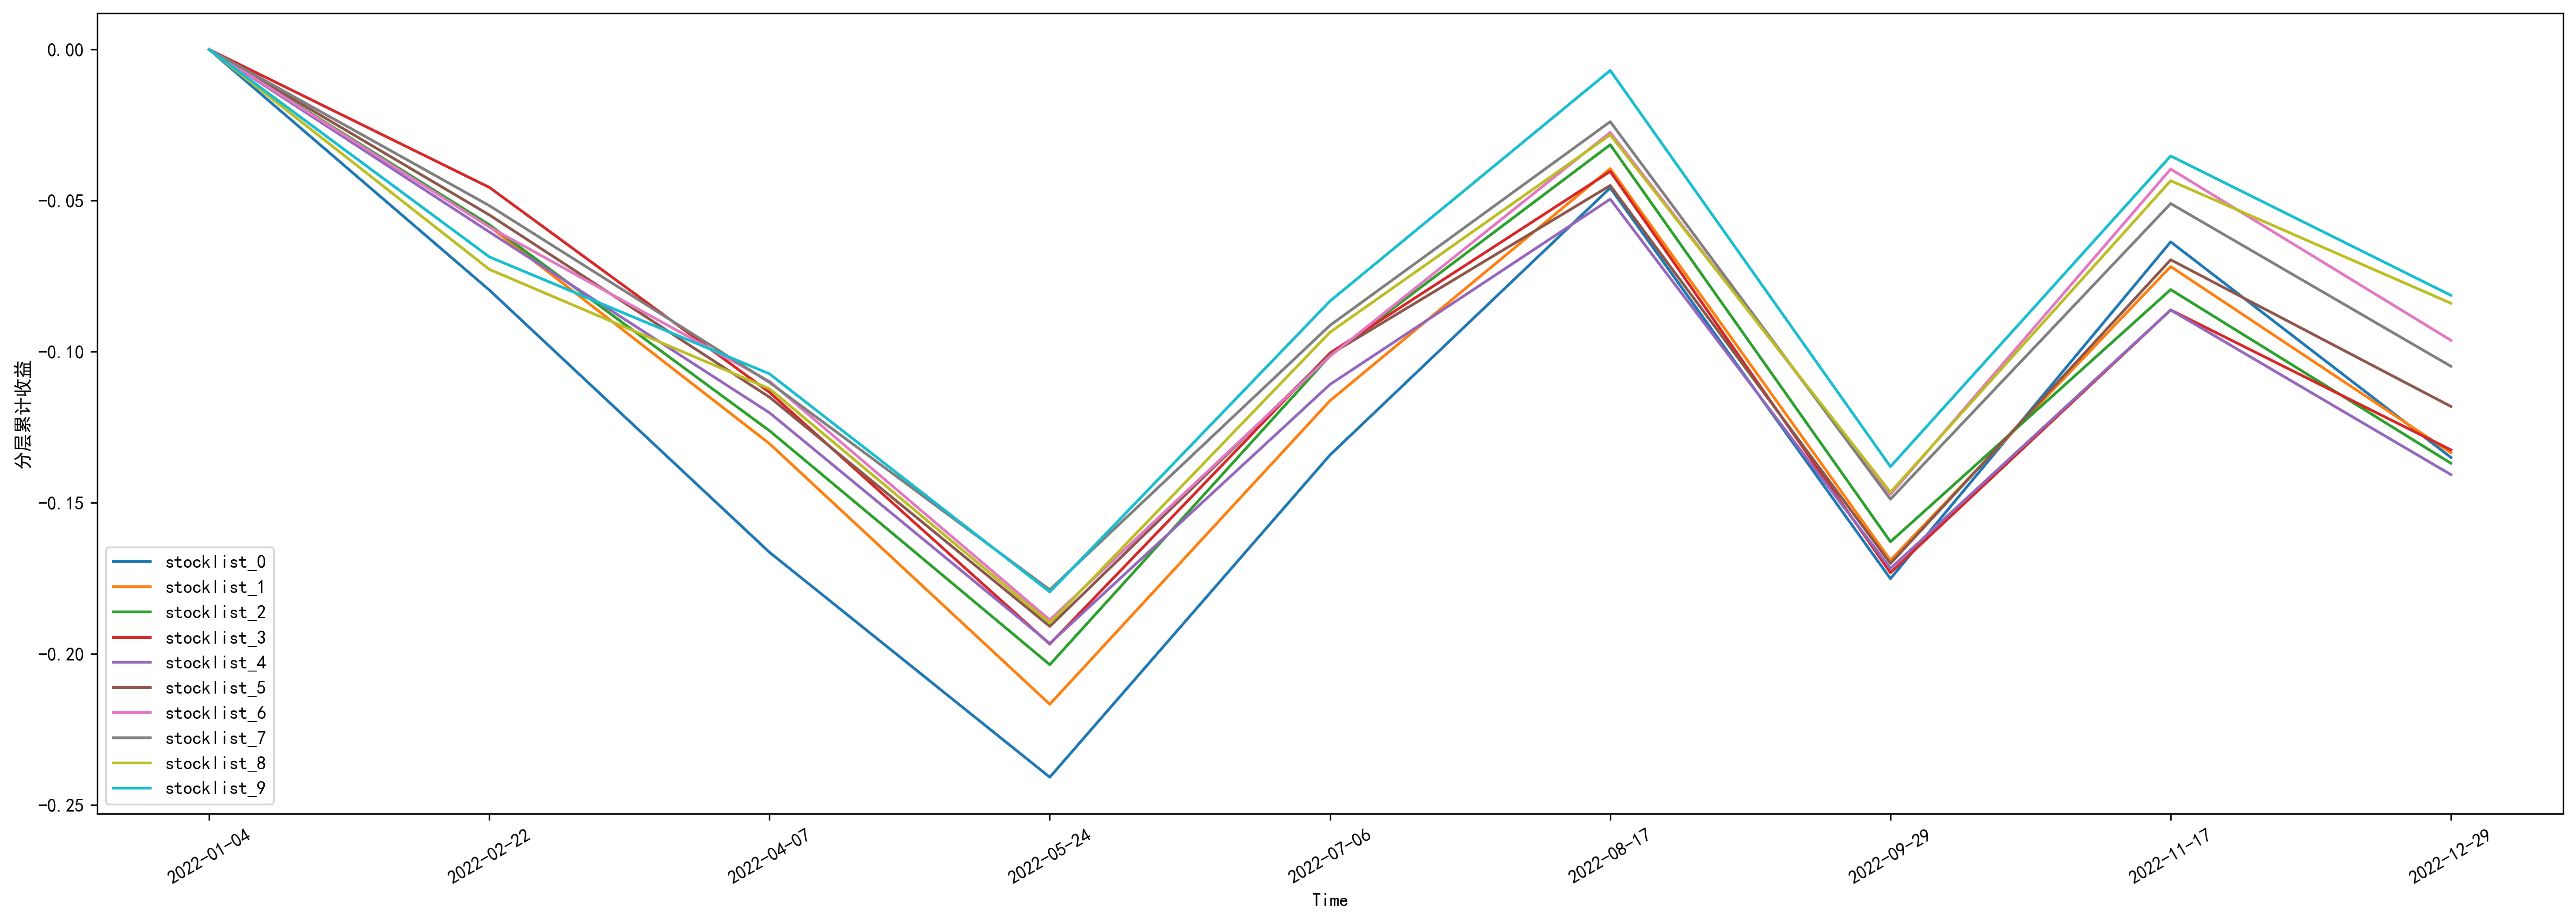 0.00
-0.05
-0.10
-0.15
-0.20
-0.25
分层累计收益
stocklist_0
stocklist_1
stocklist_2
stocklist_3
stocklist_4
stocklist_5
stocklist_6
stocklist_7
stocklist_8
stocklist_9
2022-01-04
2022-02-22
2022-04-07
2022-05-24
2022-07-06
2022-08-17
2022-09-29
2022-11-17
2022-12-29
Time